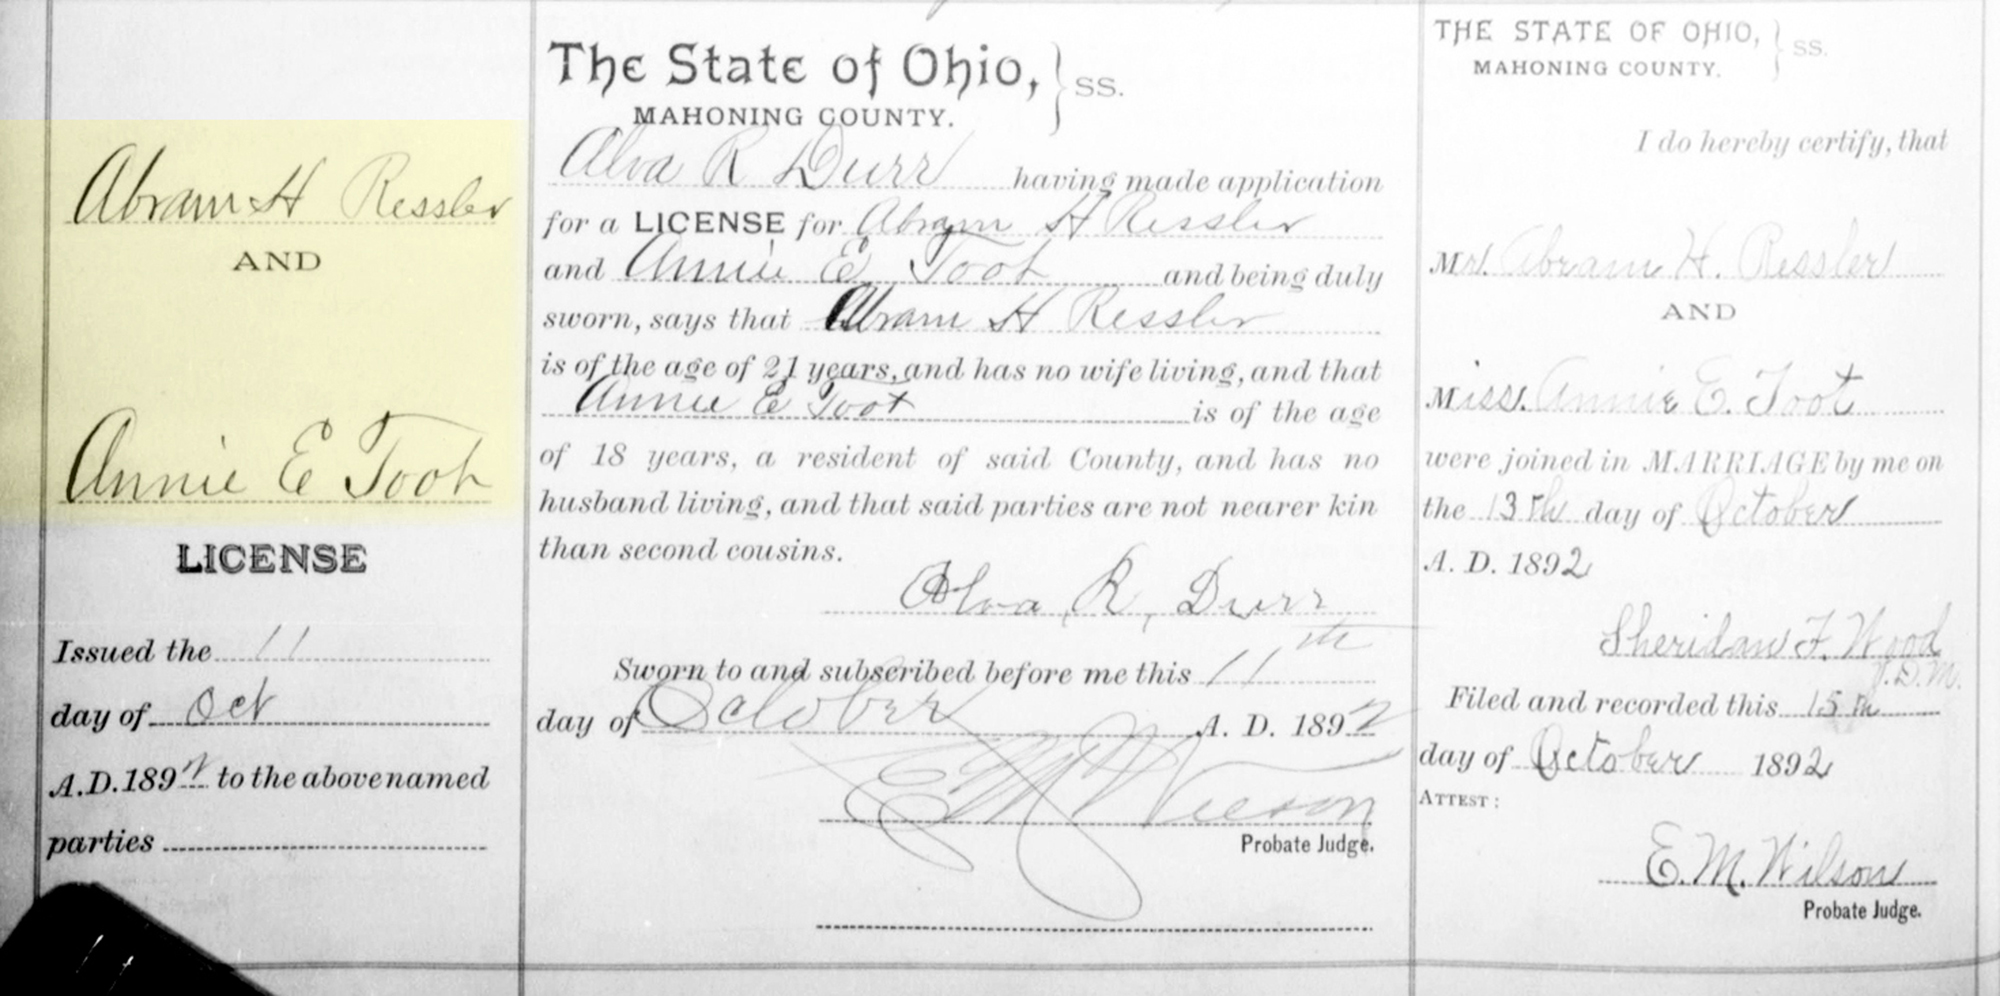 Abram H Ressler
AND
Annie E Toot
LICENSE
Issued the 11
day of Oct
A.D. 1892 to the above named
parties
The State of Ohio, } SS.
MAHONING COUNTY.
Alva R Durr having made application
for a LICENSE for Abram H Ressler
and Annie E Toot and being duly
sworn, says that Abram H Ressler
is of the age of 21 years, and has no wife living, and that
Annie E Toot is of the age
of 18 years, a resident of said County, and has no
husband living, and that said parties are not nearer kin
than second cousins.
Alva R. Durr
Sworn to and subscribed before me this 11th
day of October A. D. 1892
E M Wilson
Probate Judge.
THE STATE OF OHIO, } SS.
MAHONING COUNTY.
I do hereby certify, that
Mr. Abram H. Ressler
AND
Miss. Annie E. Toot
were joined in MARRIAGE by me on
the 13th day of October
A. D. 1892
Sheridan F. Wood
V.D.M.
Filed and recorded this 15th
day of October 1892
ATTEST:
E. M. Wilson
Probate Judge.